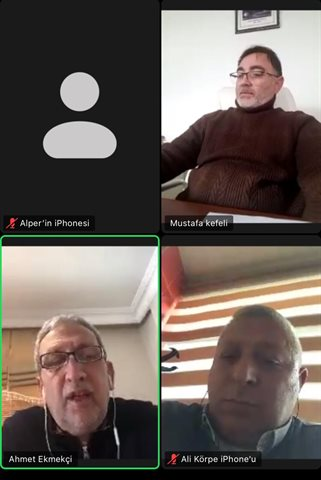 Alper'in iPhonesi
Mustafa kefeli
Ahmet Ekmekçi
Ali Körpe iPhone'u